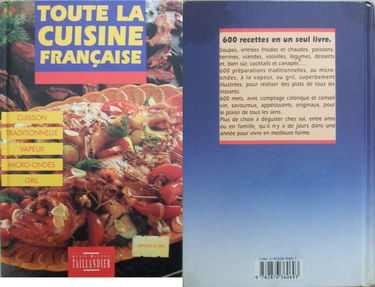 TOUTE LA
CUISINE
FRANÇAISE
CUISSON
TRADITIONNELLE
VAPEUR
MICRO-ONDES
GRIL
TAILLANDIER
600 recettes en un seul livre.
Soupes, entrées froides et chaudes, poissons,
terrines, viandes, volailles, légumes, desserts
et, bien sûr, cocktails et canapés...
600 préparations traditionnelles, au micro-
ondes, à la vapeur, au gril, superbement
illustrées, pour réaliser des plats de tous les
instants.
600 mets, avec comptage calorique et conseil
vin, savoureux, appétissants, originaux, pour
le plaisir de tous les sens.
Plus de choix à déguster chez soi, entre amis
ou en famille, qu'il n'y a de jours dans une
année pour vivre en meilleure forme.
9 782876 360693